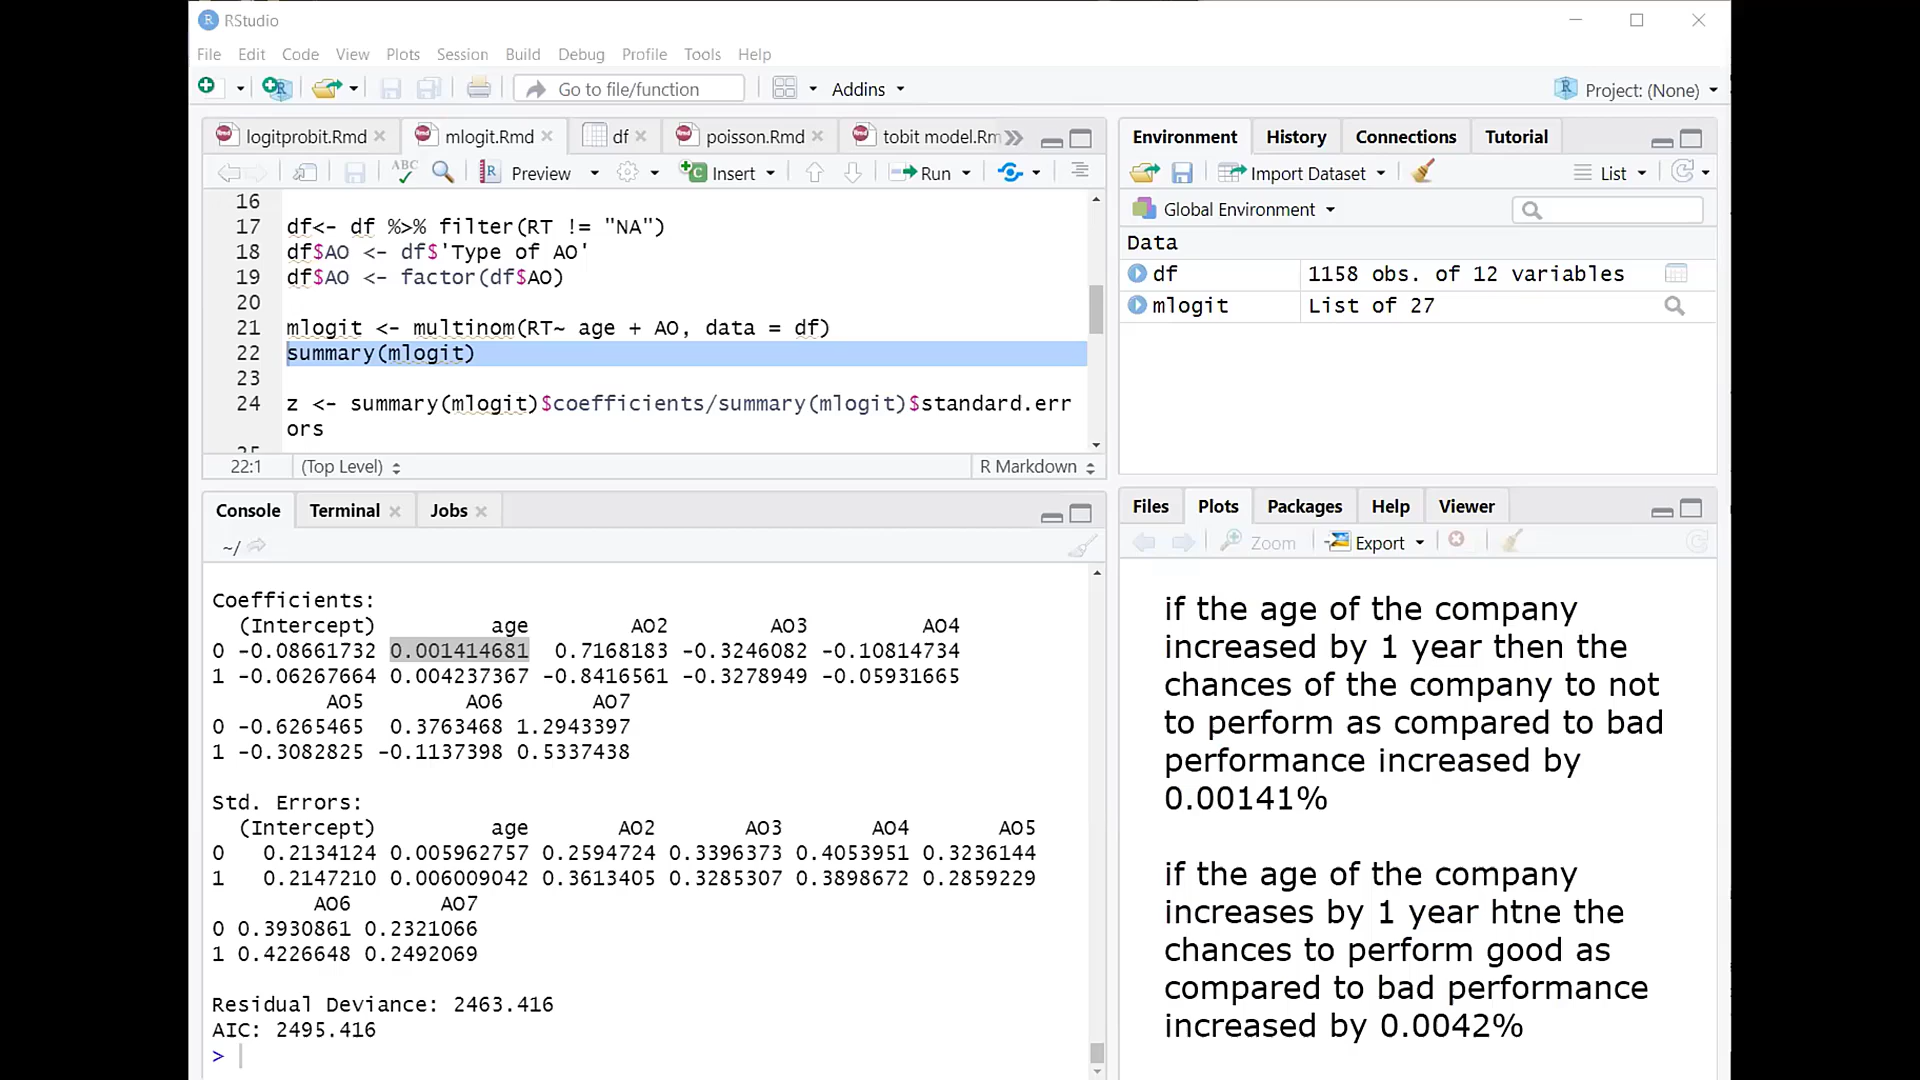 RStudio
File Edit Code View Plots Session Build Debug Profile Tools Help
Go to file/function Addins Project: (None)
logitprobit.Rmd mlogit.Rmd df poisson.Rmd tobit model.Rm
ABC Preview Insert Run
16
17 df<- df %>% filter(RT != "NA")
18 df$AO <- df$'Type of AO'
19 df$AO <- factor(df$AO)
20
21 mlogit <- multinom(RT~ age + AO, data = df)
22 summary(mlogit)
23
24 z <- summary(mlogit)$coefficients/summary(mlogit)$standard.err
ors
22:1 (Top Level) R Markdown
Environment History Connections Tutorial
Import Dataset List
Global Environment
Data
df 1158 obs. of 12 variables
mlogit List of 27
Console Terminal Jobs
~/
Coefficients:
(Intercept) age AO2 AO3 AO4
0 -0.08661732 0.001414681 0.7168183 -0.3246082 -0.10814734
1 -0.06267664 0.004237367 -0.8416561 -0.3278949 -0.05931665
AO5 AO6 AO7
0 -0.6265465 0.3763468 1.2943397
1 -0.3082825 -0.1137398 0.5337438
Std. Errors:
(Intercept) age AO2 AO3 AO4 AO5
0 0.2134124 0.005962757 0.2594724 0.3396373 0.4053951 0.3236144
1 0.2147210 0.006009042 0.3613405 0.3285307 0.3898672 0.2859229
AO6 AO7
0 0.3930861 0.2321066
1 0.4226648 0.2492069
Residual Deviance: 2463.416
AIC: 2495.416
>
Files Plots Packages Help Viewer
Zoom Export
if the age of the company
increased by 1 year then the
chances of the company to not
to perform as compared to bad
performance increased by
0.00141%
if the age of the company
increases by 1 year htne the
chances to perform good as
compared to bad performance
increased by 0.0042%